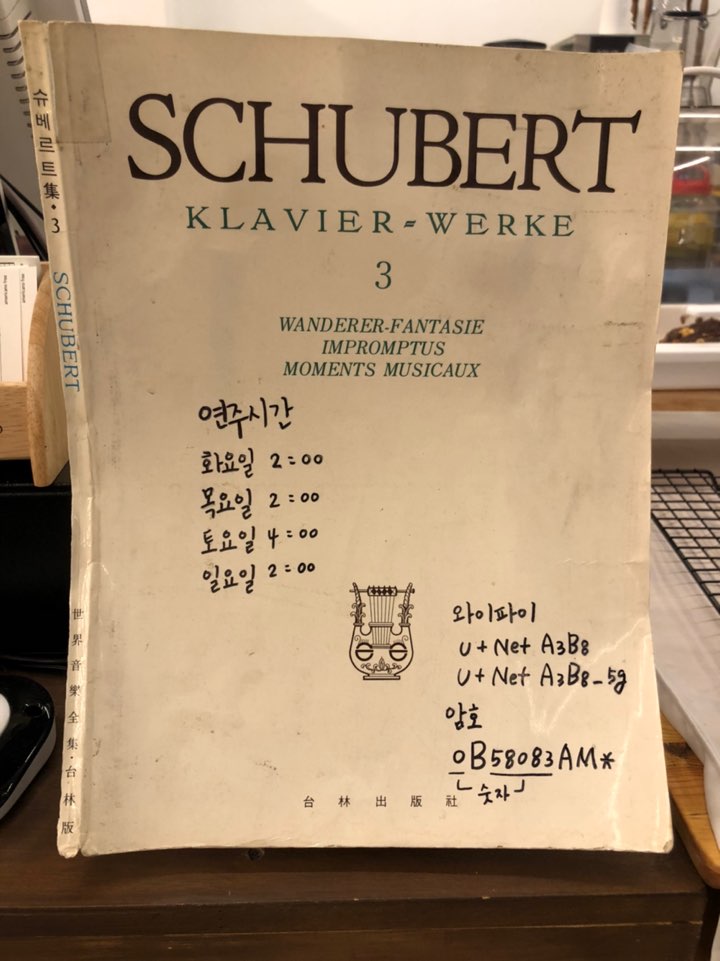 슈베르트集·3
SCHUBERT
世界音樂全集·台林版
SCHUBERT
KLAVIER-WERKE
3
WANDERER-FANTASIE
IMPROMPTUS
MOMENTS MUSICAUX
연주시간
화요일 2:00
목요일 2:00
토요일 4:00
일요일 2:00
와이파이
U+Net A3B8
U+Net A3B8_5g
암호
0B58083AM*
숫자
台林出版社